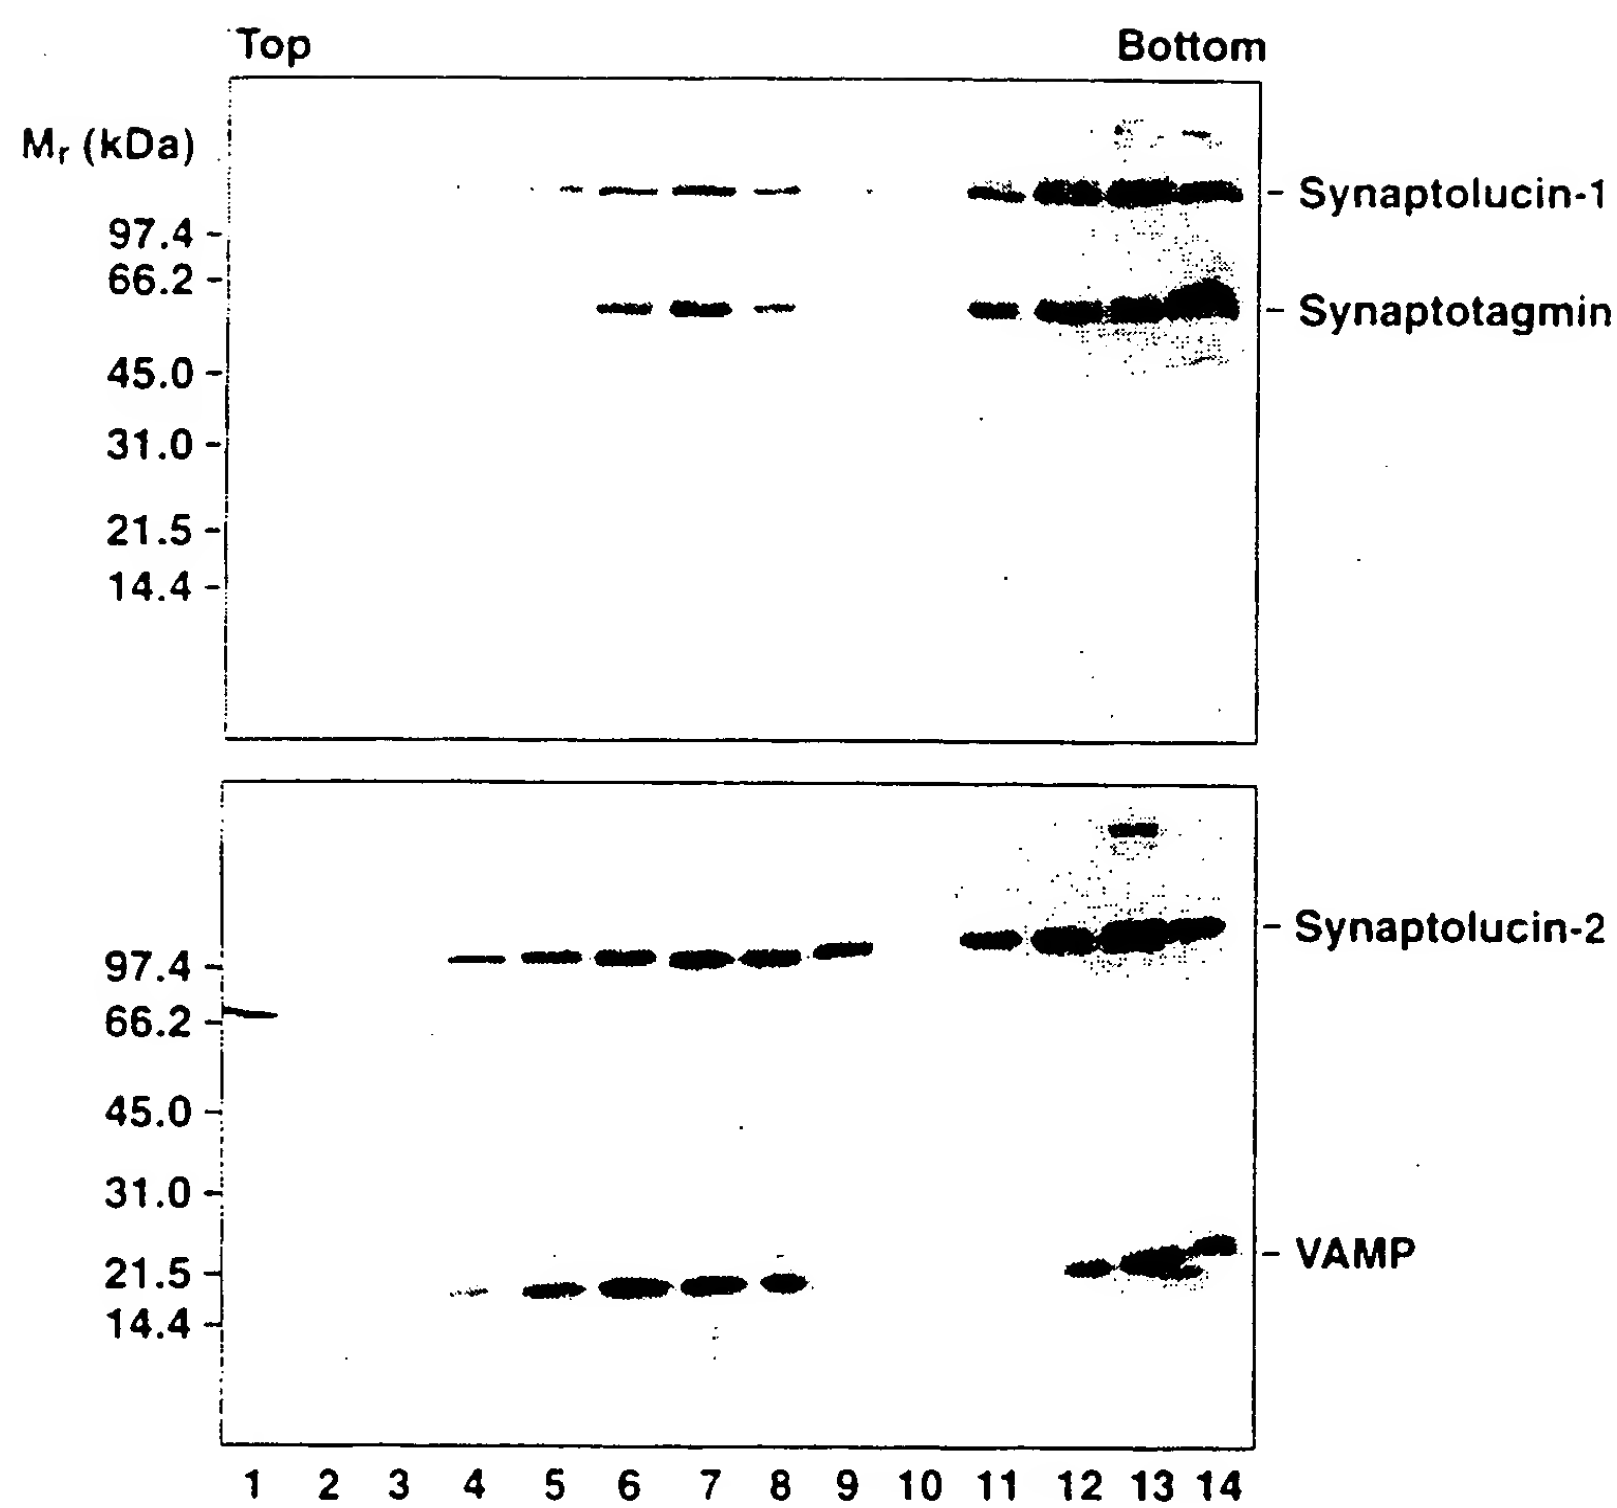 Top Bottom
Mr (kDa)
Synaptolucin-1
97.4
66.2
Synaptotagmin
45.0
31.0
21.5
14.4
Synaptolucin-2
97.4
66.2
45.0
31.0
VAMP
21.5
14.4
1 2 3 4 5 6 7 8 9 10 11 12 13 14